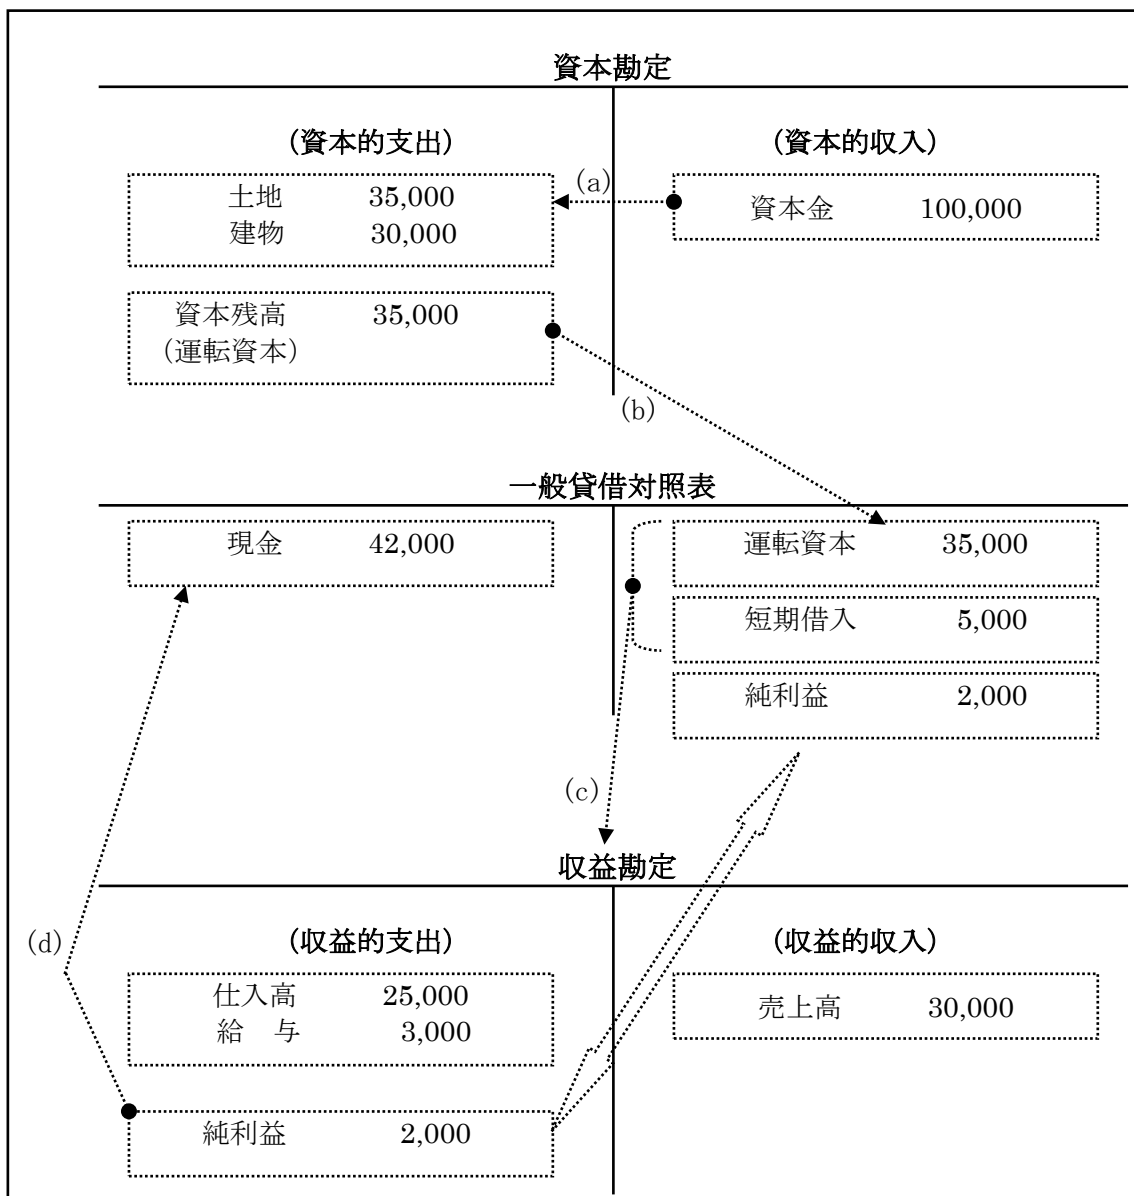 資本勘定
(資本的支出)
(資本的収入)
土地 35,000
建物 30,000
(a)
資本金 100,000
資本残高 35,000
(運転資本)
(b)
一般貸借対照表
現金 42,000
運転資本 35,000
短期借入 5,000
純利益 2,000
(c)
収益勘定
(d)
(収益的支出)
(収益的収入)
仕入高 25,000
給 与 3,000
売上高 30,000
純利益 2,000